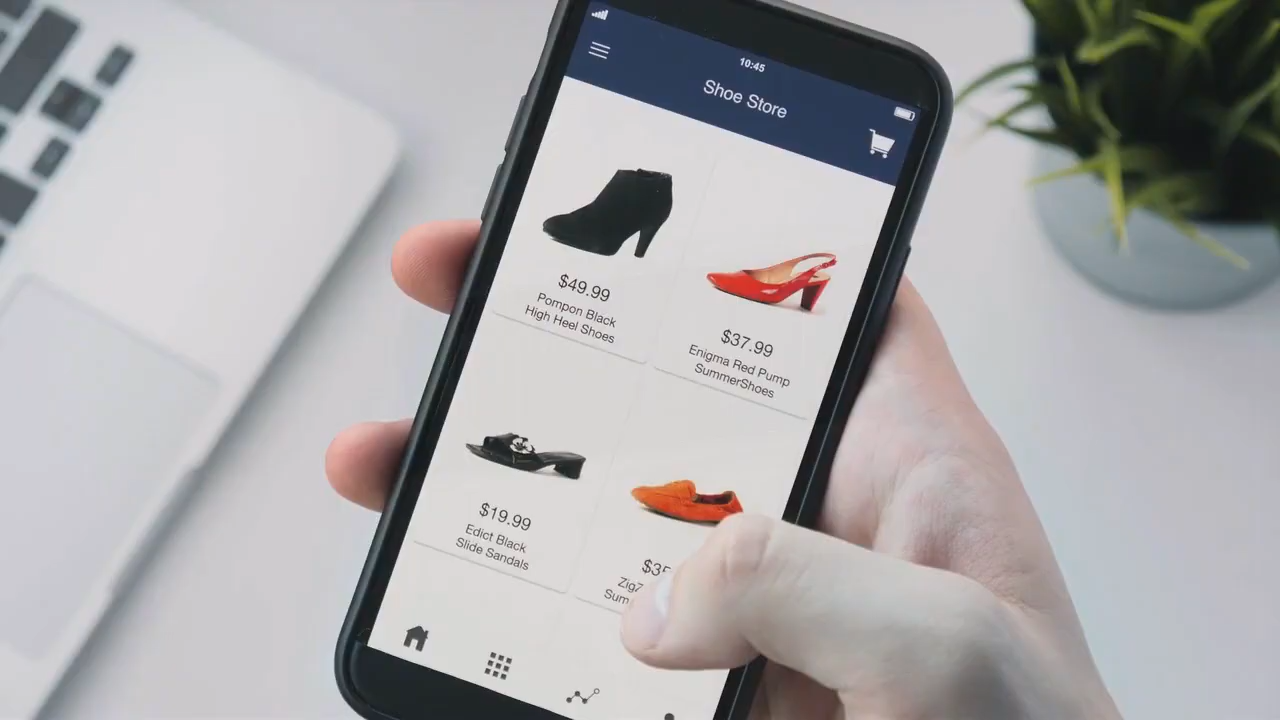 10:45
Shoe Store
$49.99
Pompon Black
High Heel Shoes
$37.99
Enigma Red Pump
SummerShoes
$19.99
Edict Black
Slide Sandals